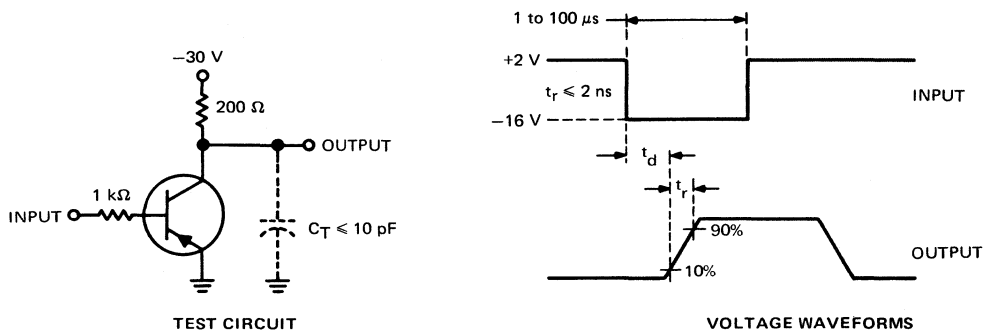 −30 V
200 Ω
OUTPUT
1 kΩ
INPUT
C_T ⩽ 10 pF
TEST CIRCUIT
1 to 100 μs
+2 V
t_r ⩽ 2 ns
INPUT
−16 V
t_d
t_r
90%
10%
OUTPUT
VOLTAGE WAVEFORMS